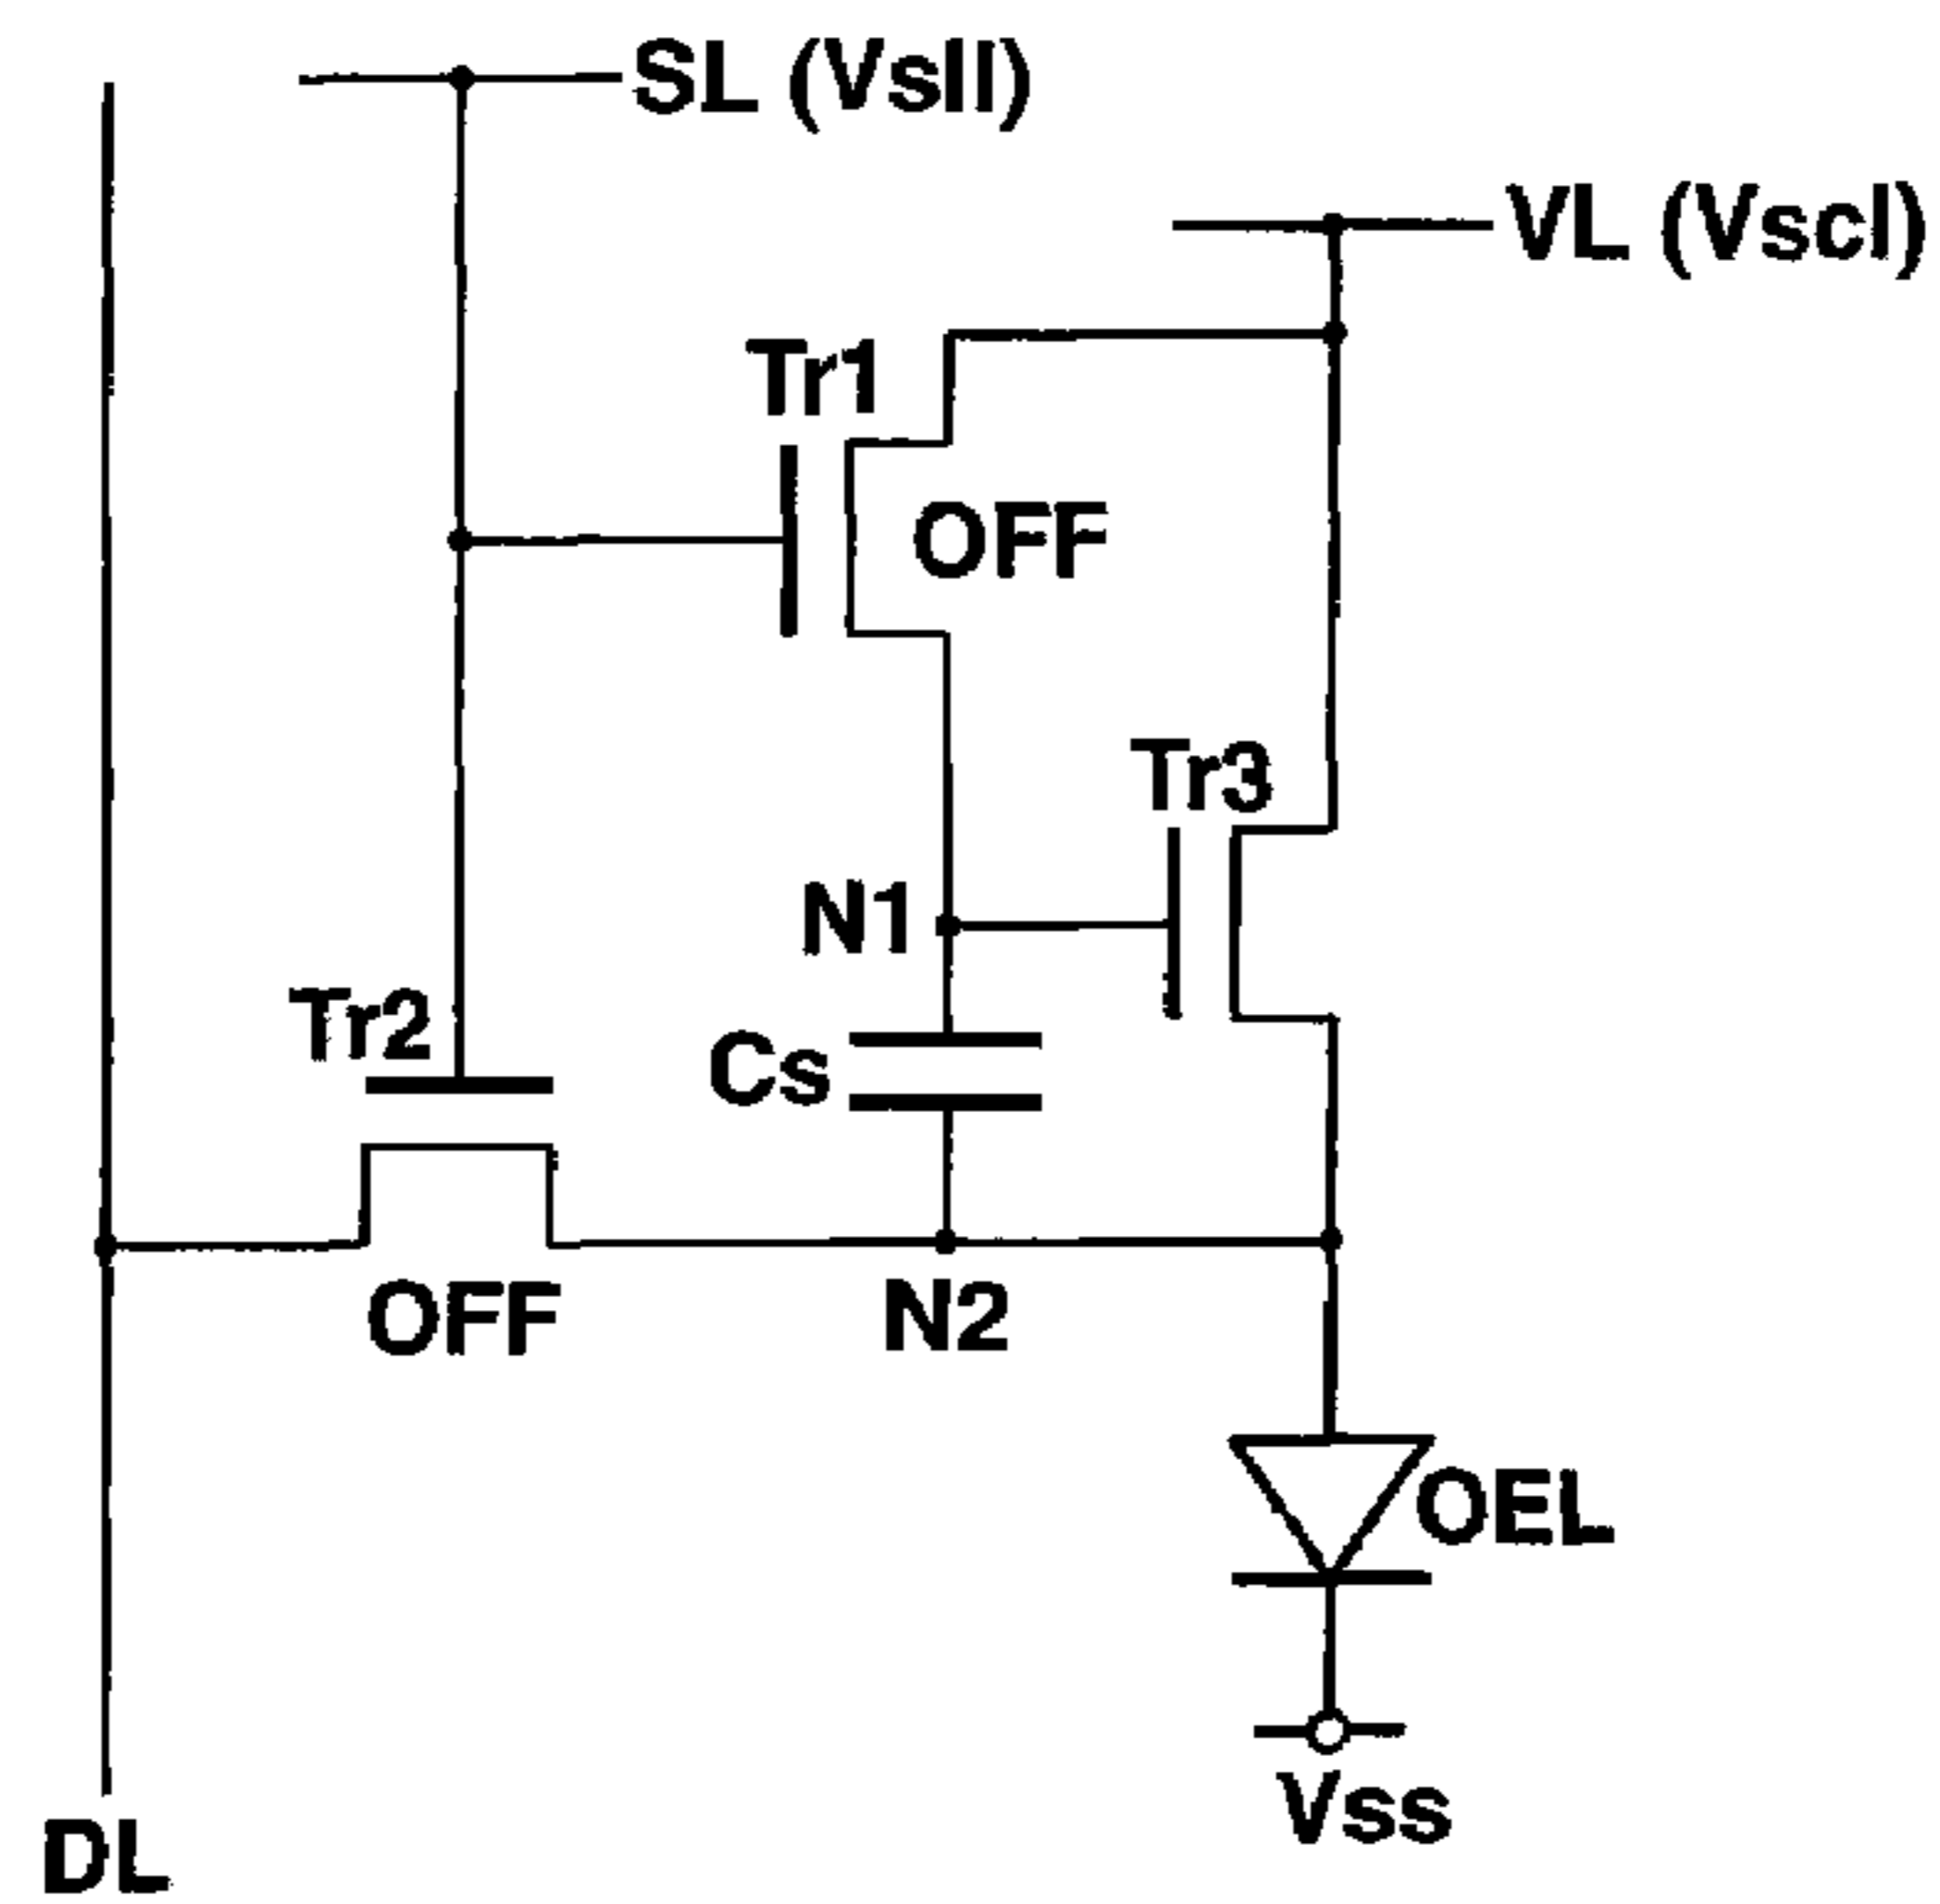 SL (Vsll)
VL (Vscl)
Tr1
OFF
Tr3
N1
Tr2
Cs
OFF
N2
OEL
Vss
DL